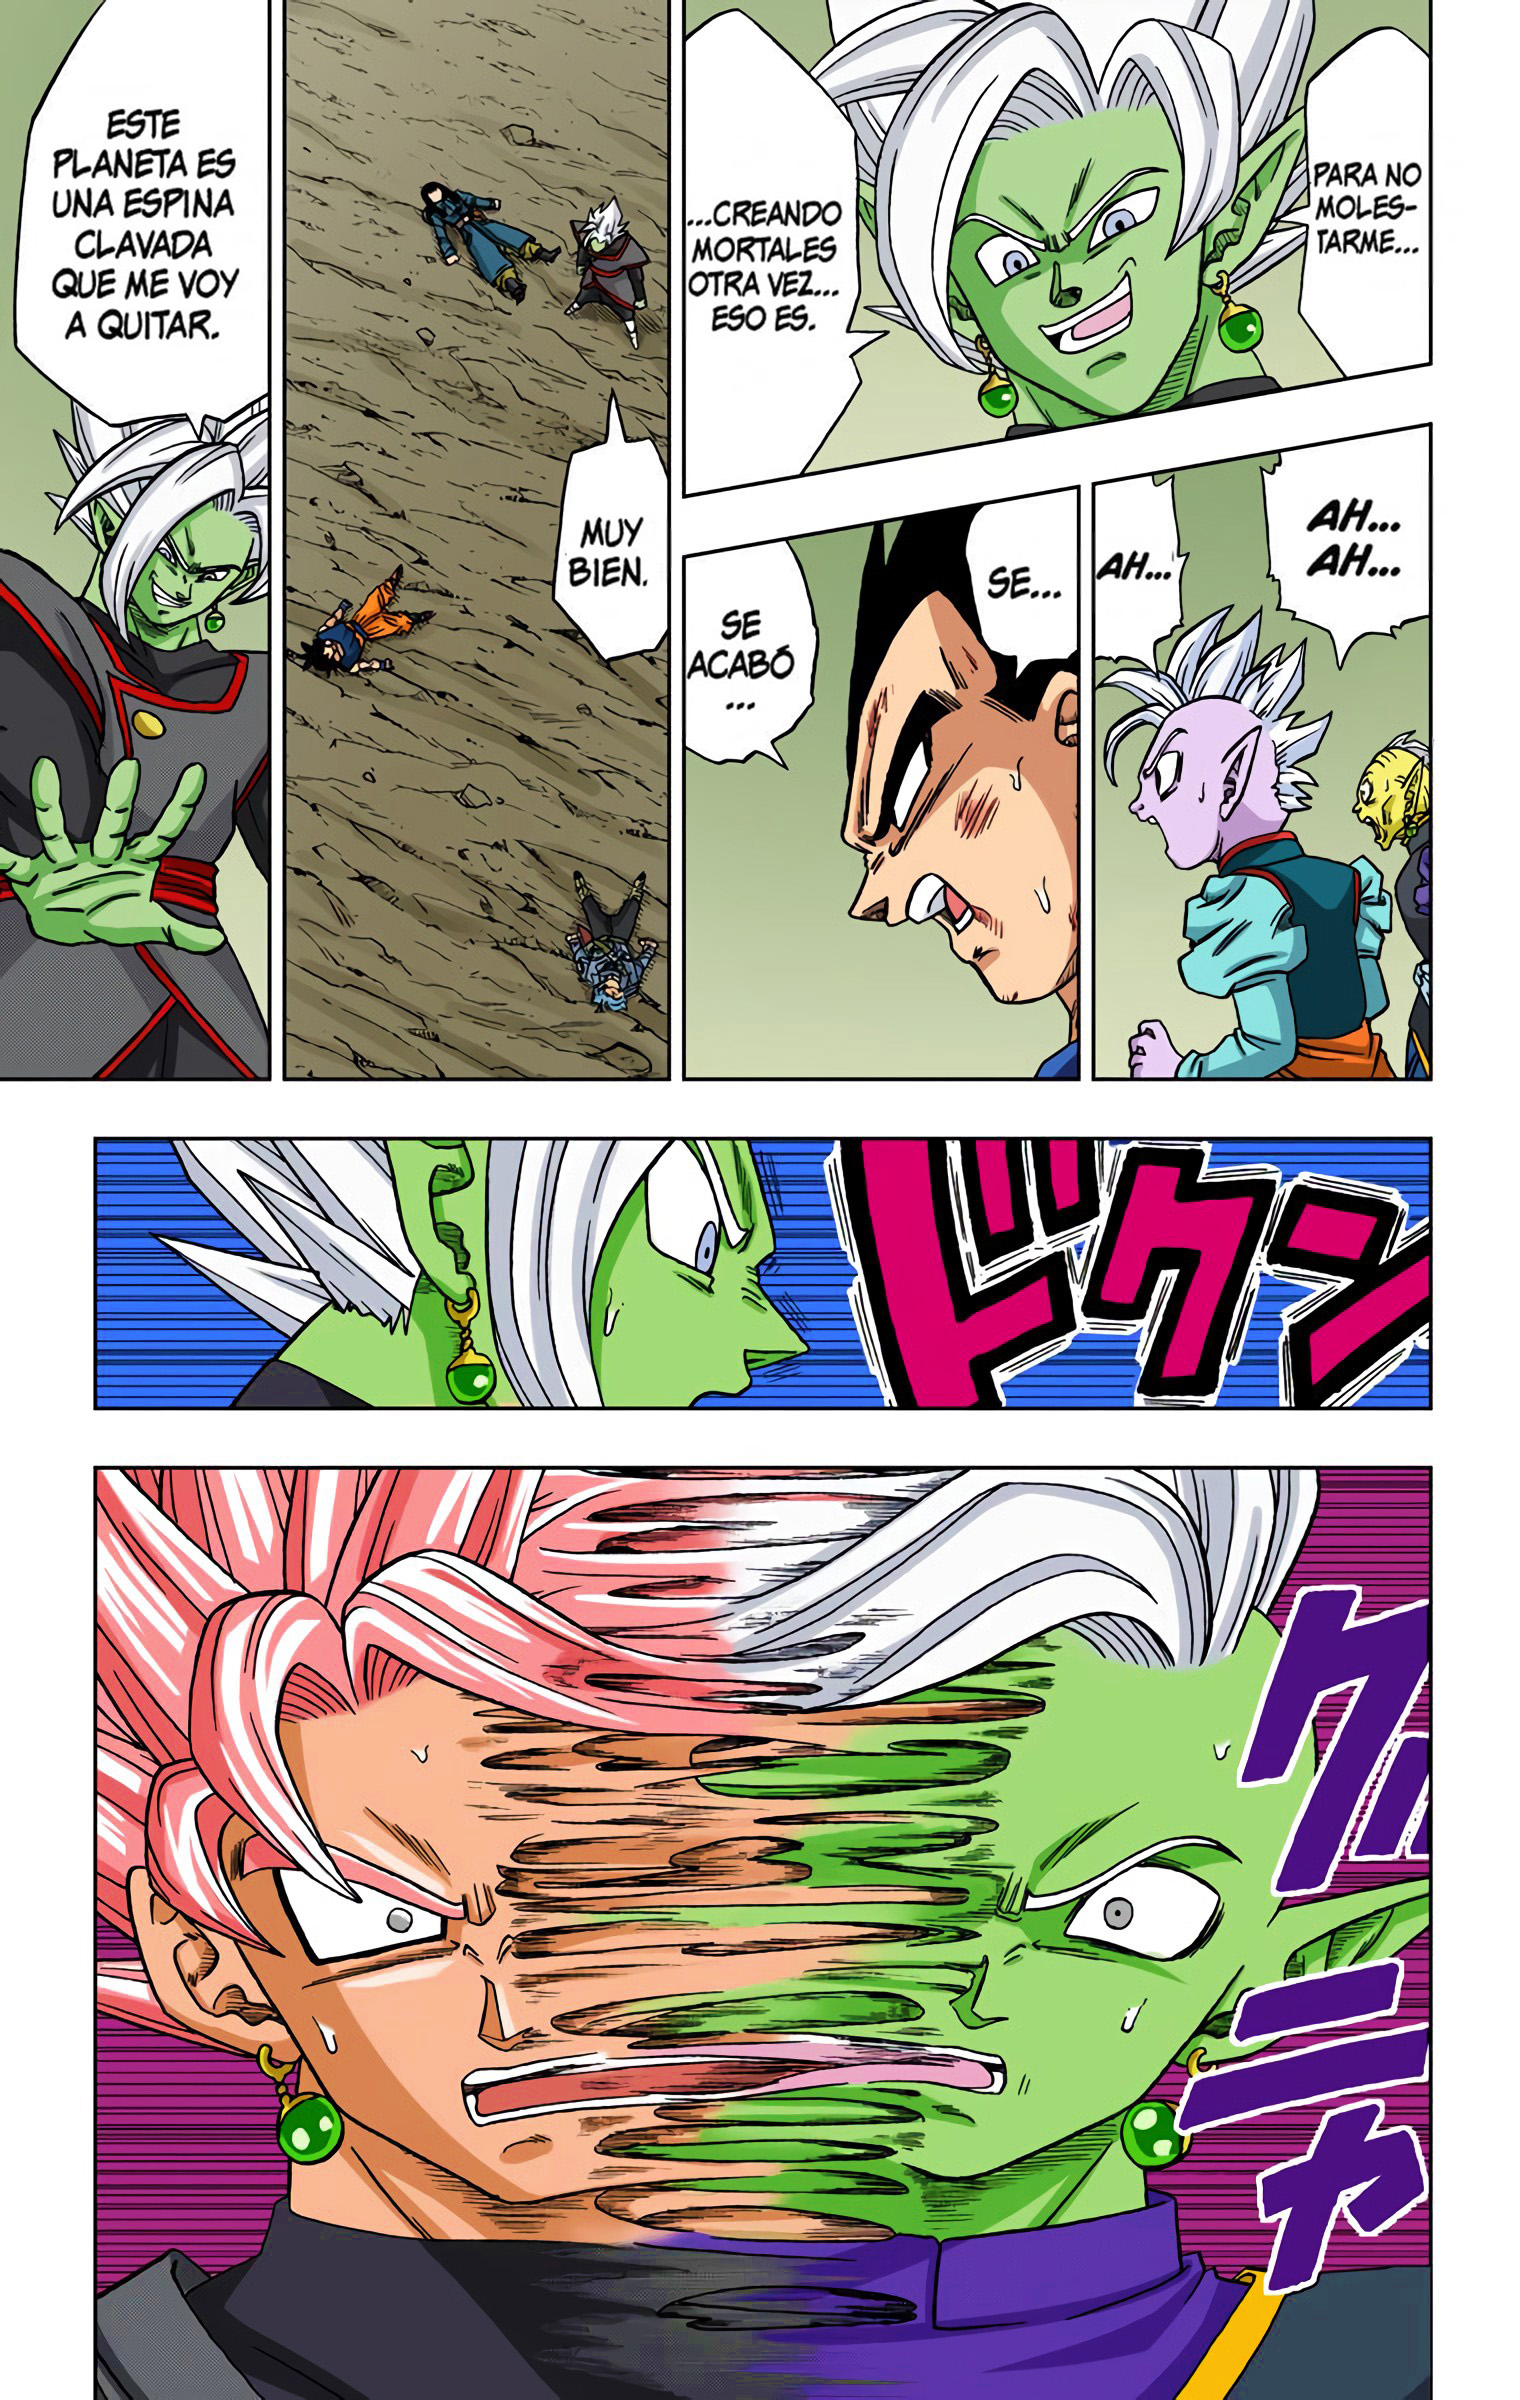 PARA NO
MOLES-
TARME...
...CREANDO
MORTALES
OTRA VEZ...
ESO ES.
AH...
AH...
AH...
SE...
SE
ACABÓ
...
MUY
BIEN.
ESTE
PLANETA ES
UNA ESPINA
CLAVADA
QUE ME VOY
A QUITAR.
ドクン
グニャ